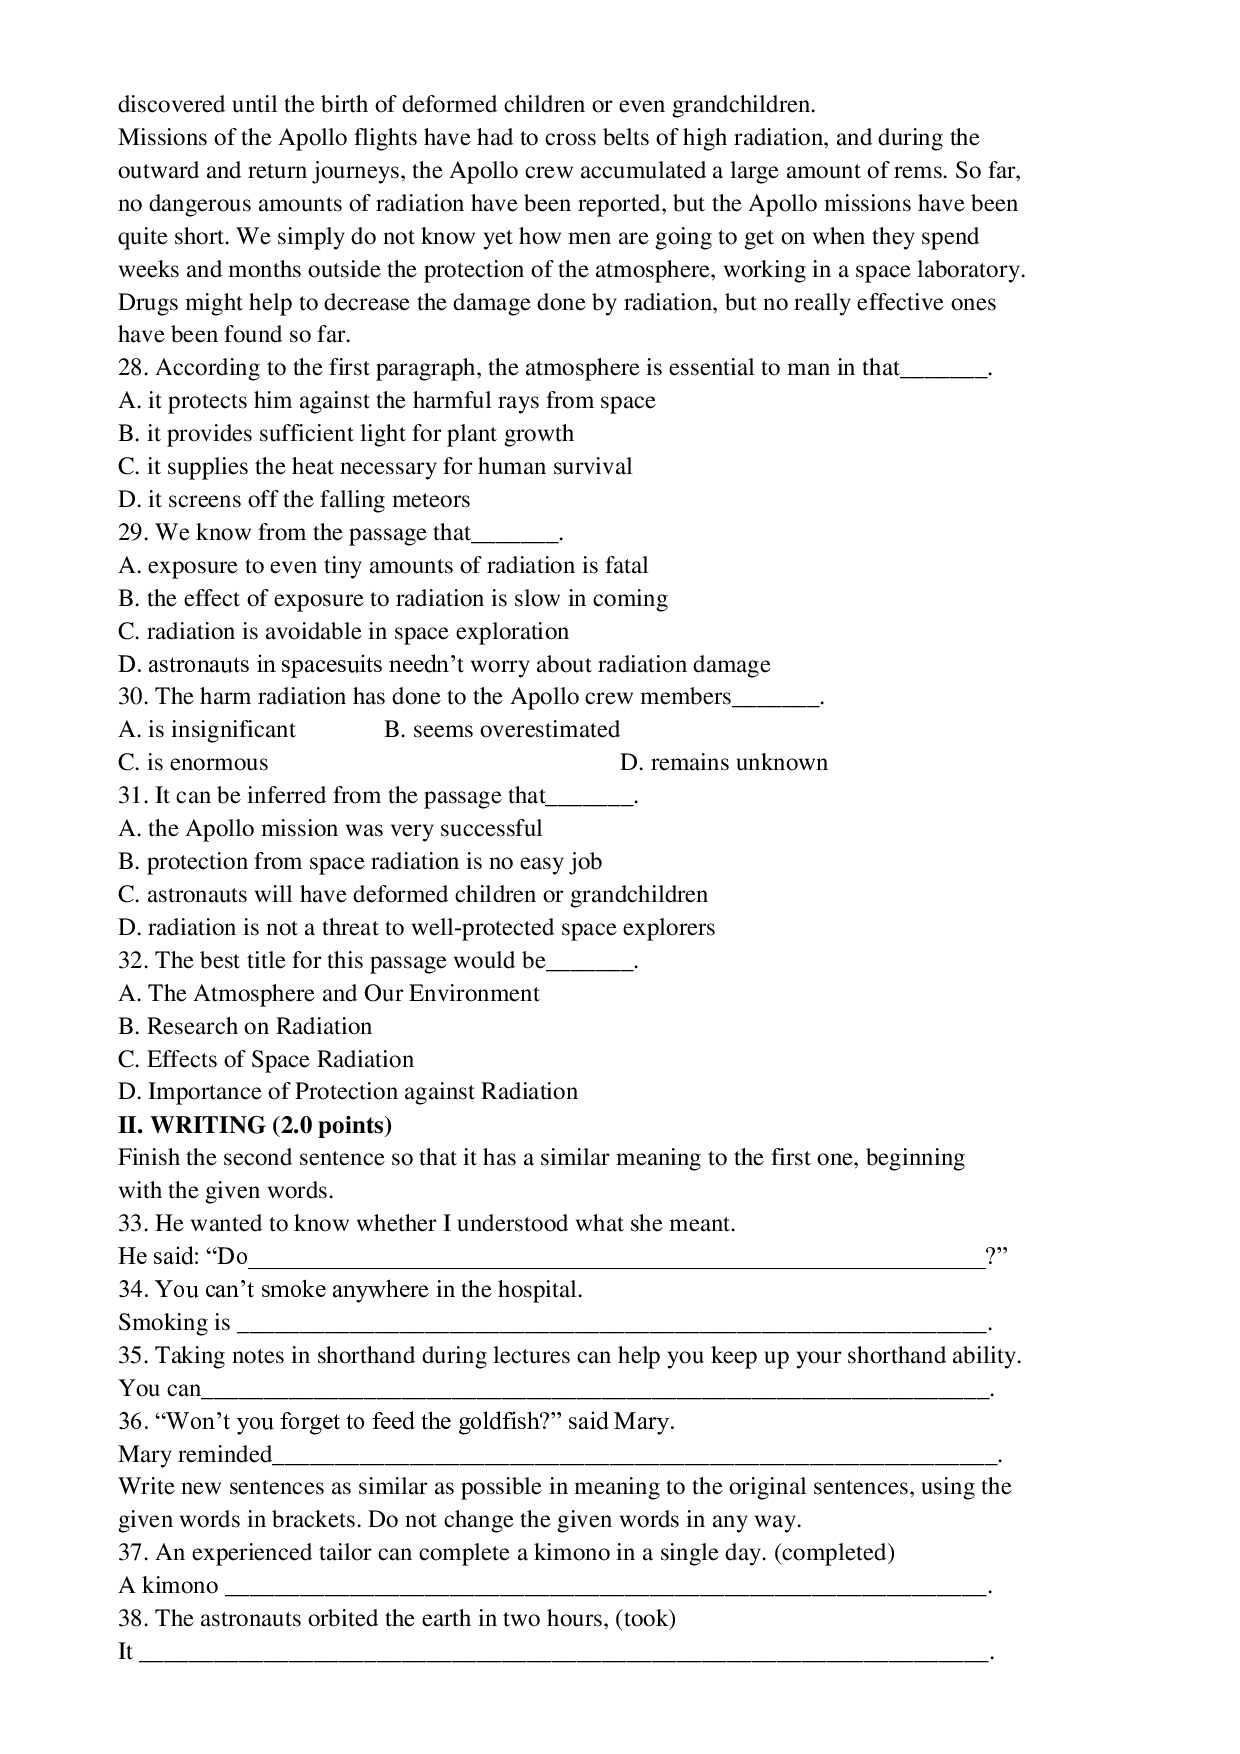 discovered until the birth of deformed children or even grandchildren.
Missions of the Apollo flights have had to cross belts of high radiation, and during the
outward and return journeys, the Apollo crew accumulated a large amount of rems. So far,
no dangerous amounts of radiation have been reported, but the Apollo missions have been
quite short. We simply do not know yet how men are going to get on when they spend
weeks and months outside the protection of the atmosphere, working in a space laboratory.
Drugs might help to decrease the damage done by radiation, but no really effective ones
have been found so far.
28. According to the first paragraph, the atmosphere is essential to man in that_______.
A. it protects him against the harmful rays from space
B. it provides sufficient light for plant growth
C. it supplies the heat necessary for human survival
D. it screens off the falling meteors
29. We know from the passage that_______.
A. exposure to even tiny amounts of radiation is fatal
B. the effect of exposure to radiation is slow in coming
C. radiation is avoidable in space exploration
D. astronauts in spacesuits needn’t worry about radiation damage
30. The harm radiation has done to the Apollo crew members_______.
A. is insignificant B. seems overestimated
C. is enormous D. remains unknown
31. It can be inferred from the passage that_______.
A. the Apollo mission was very successful
B. protection from space radiation is no easy job
C. astronauts will have deformed children or grandchildren
D. radiation is not a threat to well-protected space explorers
32. The best title for this passage would be_______.
A. The Atmosphere and Our Environment
B. Research on Radiation
C. Effects of Space Radiation
D. Importance of Protection against Radiation
II. WRITING (2.0 points)
Finish the second sentence so that it has a similar meaning to the first one, beginning
with the given words.
33. He wanted to know whether I understood what she meant.
He said: “Do____________________________________________________________?”
34. You can’t smoke anywhere in the hospital.
Smoking is _____________________________________________________________.
35. Taking notes in shorthand during lectures can help you keep up your shorthand ability.
You can________________________________________________________________.
36. “Won’t you forget to feed the goldfish?” said Mary.
Mary reminded___________________________________________________________.
Write new sentences as similar as possible in meaning to the original sentences, using the
given words in brackets. Do not change the given words in any way.
37. An experienced tailor can complete a kimono in a single day. (completed)
A kimono ______________________________________________________________.
38. The astronauts orbited the earth in two hours, (took)
It _____________________________________________________________________.